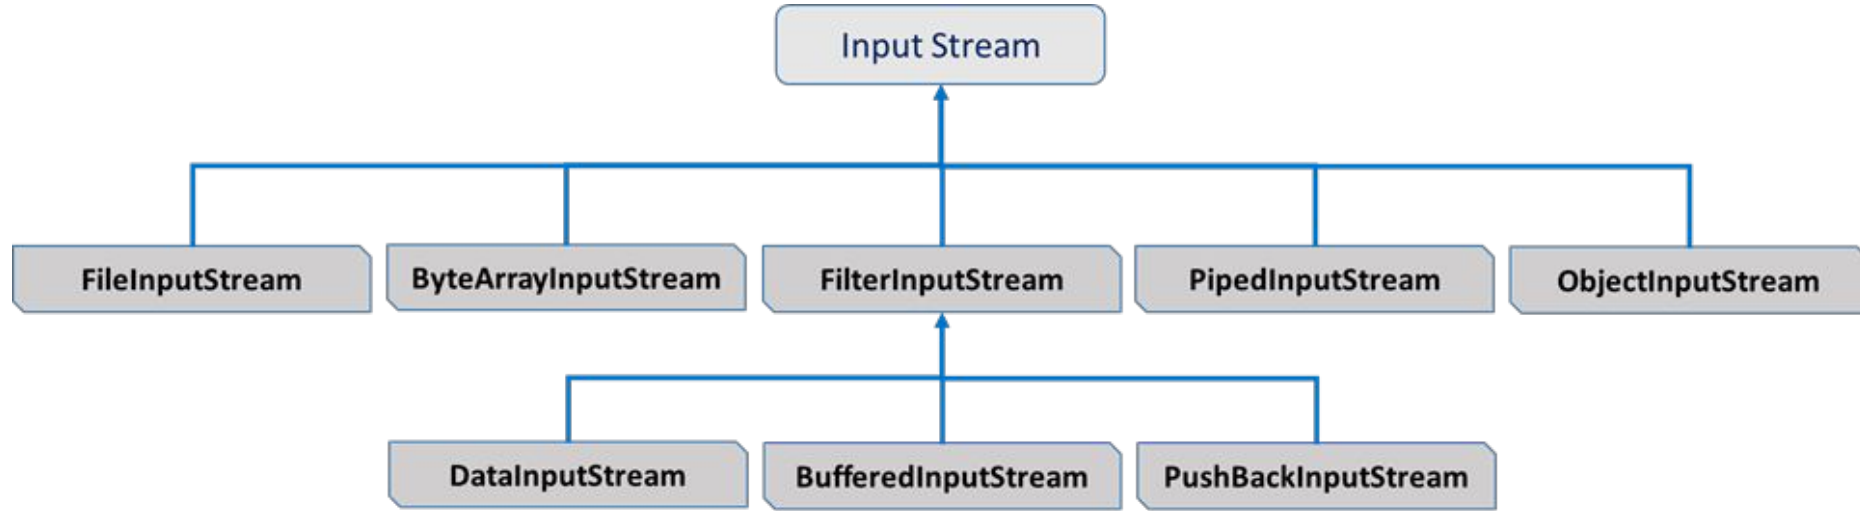 Input Stream
FileInputStream
ByteArrayInputStream
FilterInputStream
PipedInputStream
ObjectInputStream
DataInputStream
BufferedInputStream
PushBackInputStream